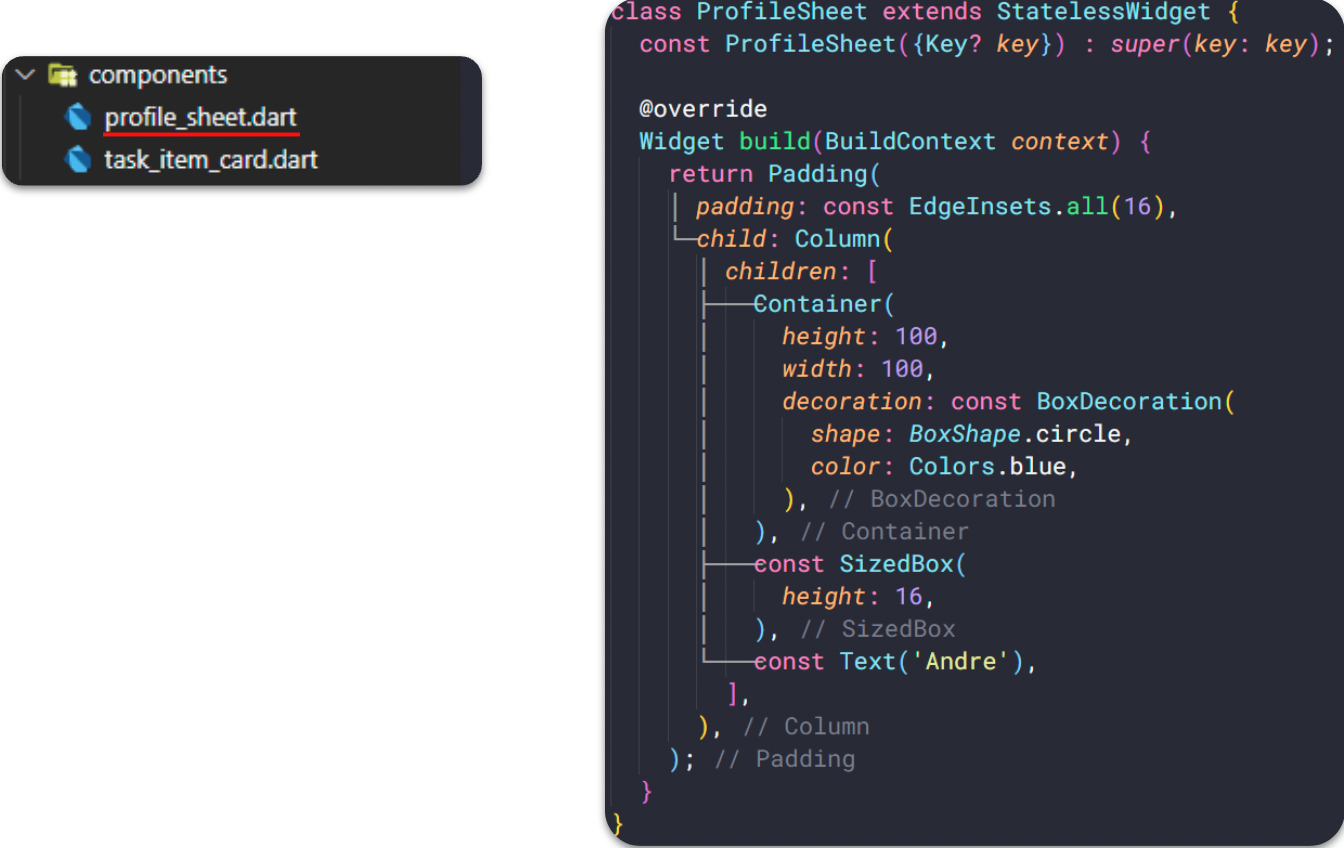 components
profile_sheet.dart
task_item_card.dart
class ProfileSheet extends StatelessWidget {
  const ProfileSheet({Key? key}) : super(key: key);

  @override
  Widget build(BuildContext context) {
    return Padding(
      padding: const EdgeInsets.all(16),
      child: Column(
        children: [
          Container(
            height: 100,
            width: 100,
            decoration: const BoxDecoration(
              shape: BoxShape.circle,
              color: Colors.blue,
            ), // BoxDecoration
          ), // Container
          const SizedBox(
            height: 16,
          ), // SizedBox
          const Text('Andre'),
        ],
      ), // Column
    ); // Padding
  }
}